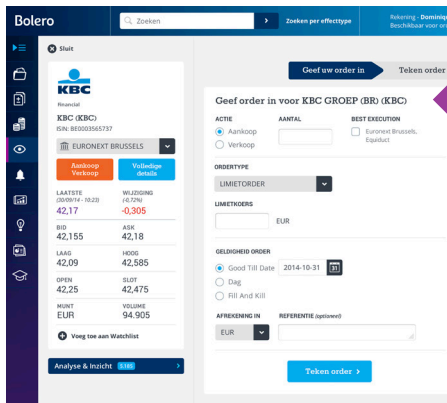 Bolero
Zoeken
Zoeken per effecttype
Rekening - Dominiq
Beschikbaar voor or
Sluit
KBC
Financial
KBC (KBC)
ISIN: BE0003565737
EURONEXT BRUSSELS
Aankoop
Verkoop
Volledige
details
LAATSTE
(30/09/14 - 10:23)
42,17
WIJZIGING
(-0,72%)
-0,305
BID
42,155
ASK
42,18
LAAG
42,09
HOOG
42,585
OPEN
42,25
SLOT
42,475
MUNT
EUR
VOLUME
94.905
Voeg toe aan Watchlist
Analyse & Inzicht 3.165
Geef uw order in
Teken order
Geef order in voor KBC GROEP (BR) (KBC)
ACTIE
Aankoop
Verkoop
AANTAL
BEST EXECUTION
Euronext Brussels,
Equiduct
ORDERTYPE
LIMIETORDER
LIMIETKOERS
EUR
GELDIGHEID ORDER
Good Till Date 2014-10-31 31
Dag
Fill And Kill
AFREKENING IN
EUR
REFERENTIE (optioneel)
Teken order